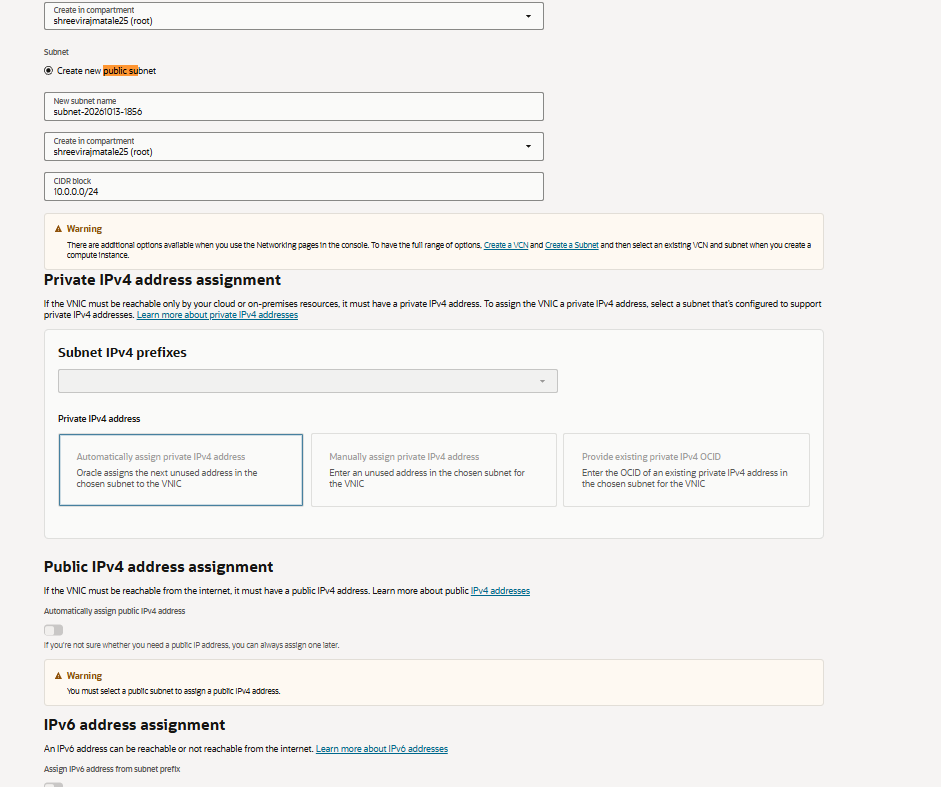 Create in compartment
shreevirajmatale25 (root)
Subnet
Create new public subnet
New subnet name
subnet-20261013-1856
Create in compartment
shreevirajmatale25 (root)
CIDR block
10.0.0.0/24
Warning
There are additional options available when you use the Networking pages in the console. To have the full range of options, Create a VCN and Create a Subnet and then select an existing VCN and subnet when you create a
compute instance.
Private IPv4 address assignment
If the VNIC must be reachable only by your cloud or on-premises resources, it must have a private IPv4 address. To assign the VNIC a private IPv4 address, select a subnet that's configured to support
private IPv4 addresses. Learn more about private IPv4 addresses
Subnet IPv4 prefixes
Private IPv4 address
Automatically assign private IPv4 address
Oracle assigns the next unused address in the
chosen subnet to the VNIC
Manually assign private IPv4 address
Enter an unused address in the chosen subnet for
the VNIC
Provide existing private IPv4 OCID
Enter the OCID of an existing private IPv4 address in
the chosen subnet for the VNIC
Public IPv4 address assignment
If the VNIC must be reachable from the internet, it must have a public IPv4 address. Learn more about public IPv4 addresses
Automatically assign public IPv4 address
If you're not sure whether you need a public IP address, you can always assign one later.
Warning
You must select a public subnet to assign a public IPv4 address.
IPv6 address assignment
An IPv6 address can be reachable or not reachable from the internet. Learn more about IPv6 addresses
Assign IPv6 address from subnet prefix